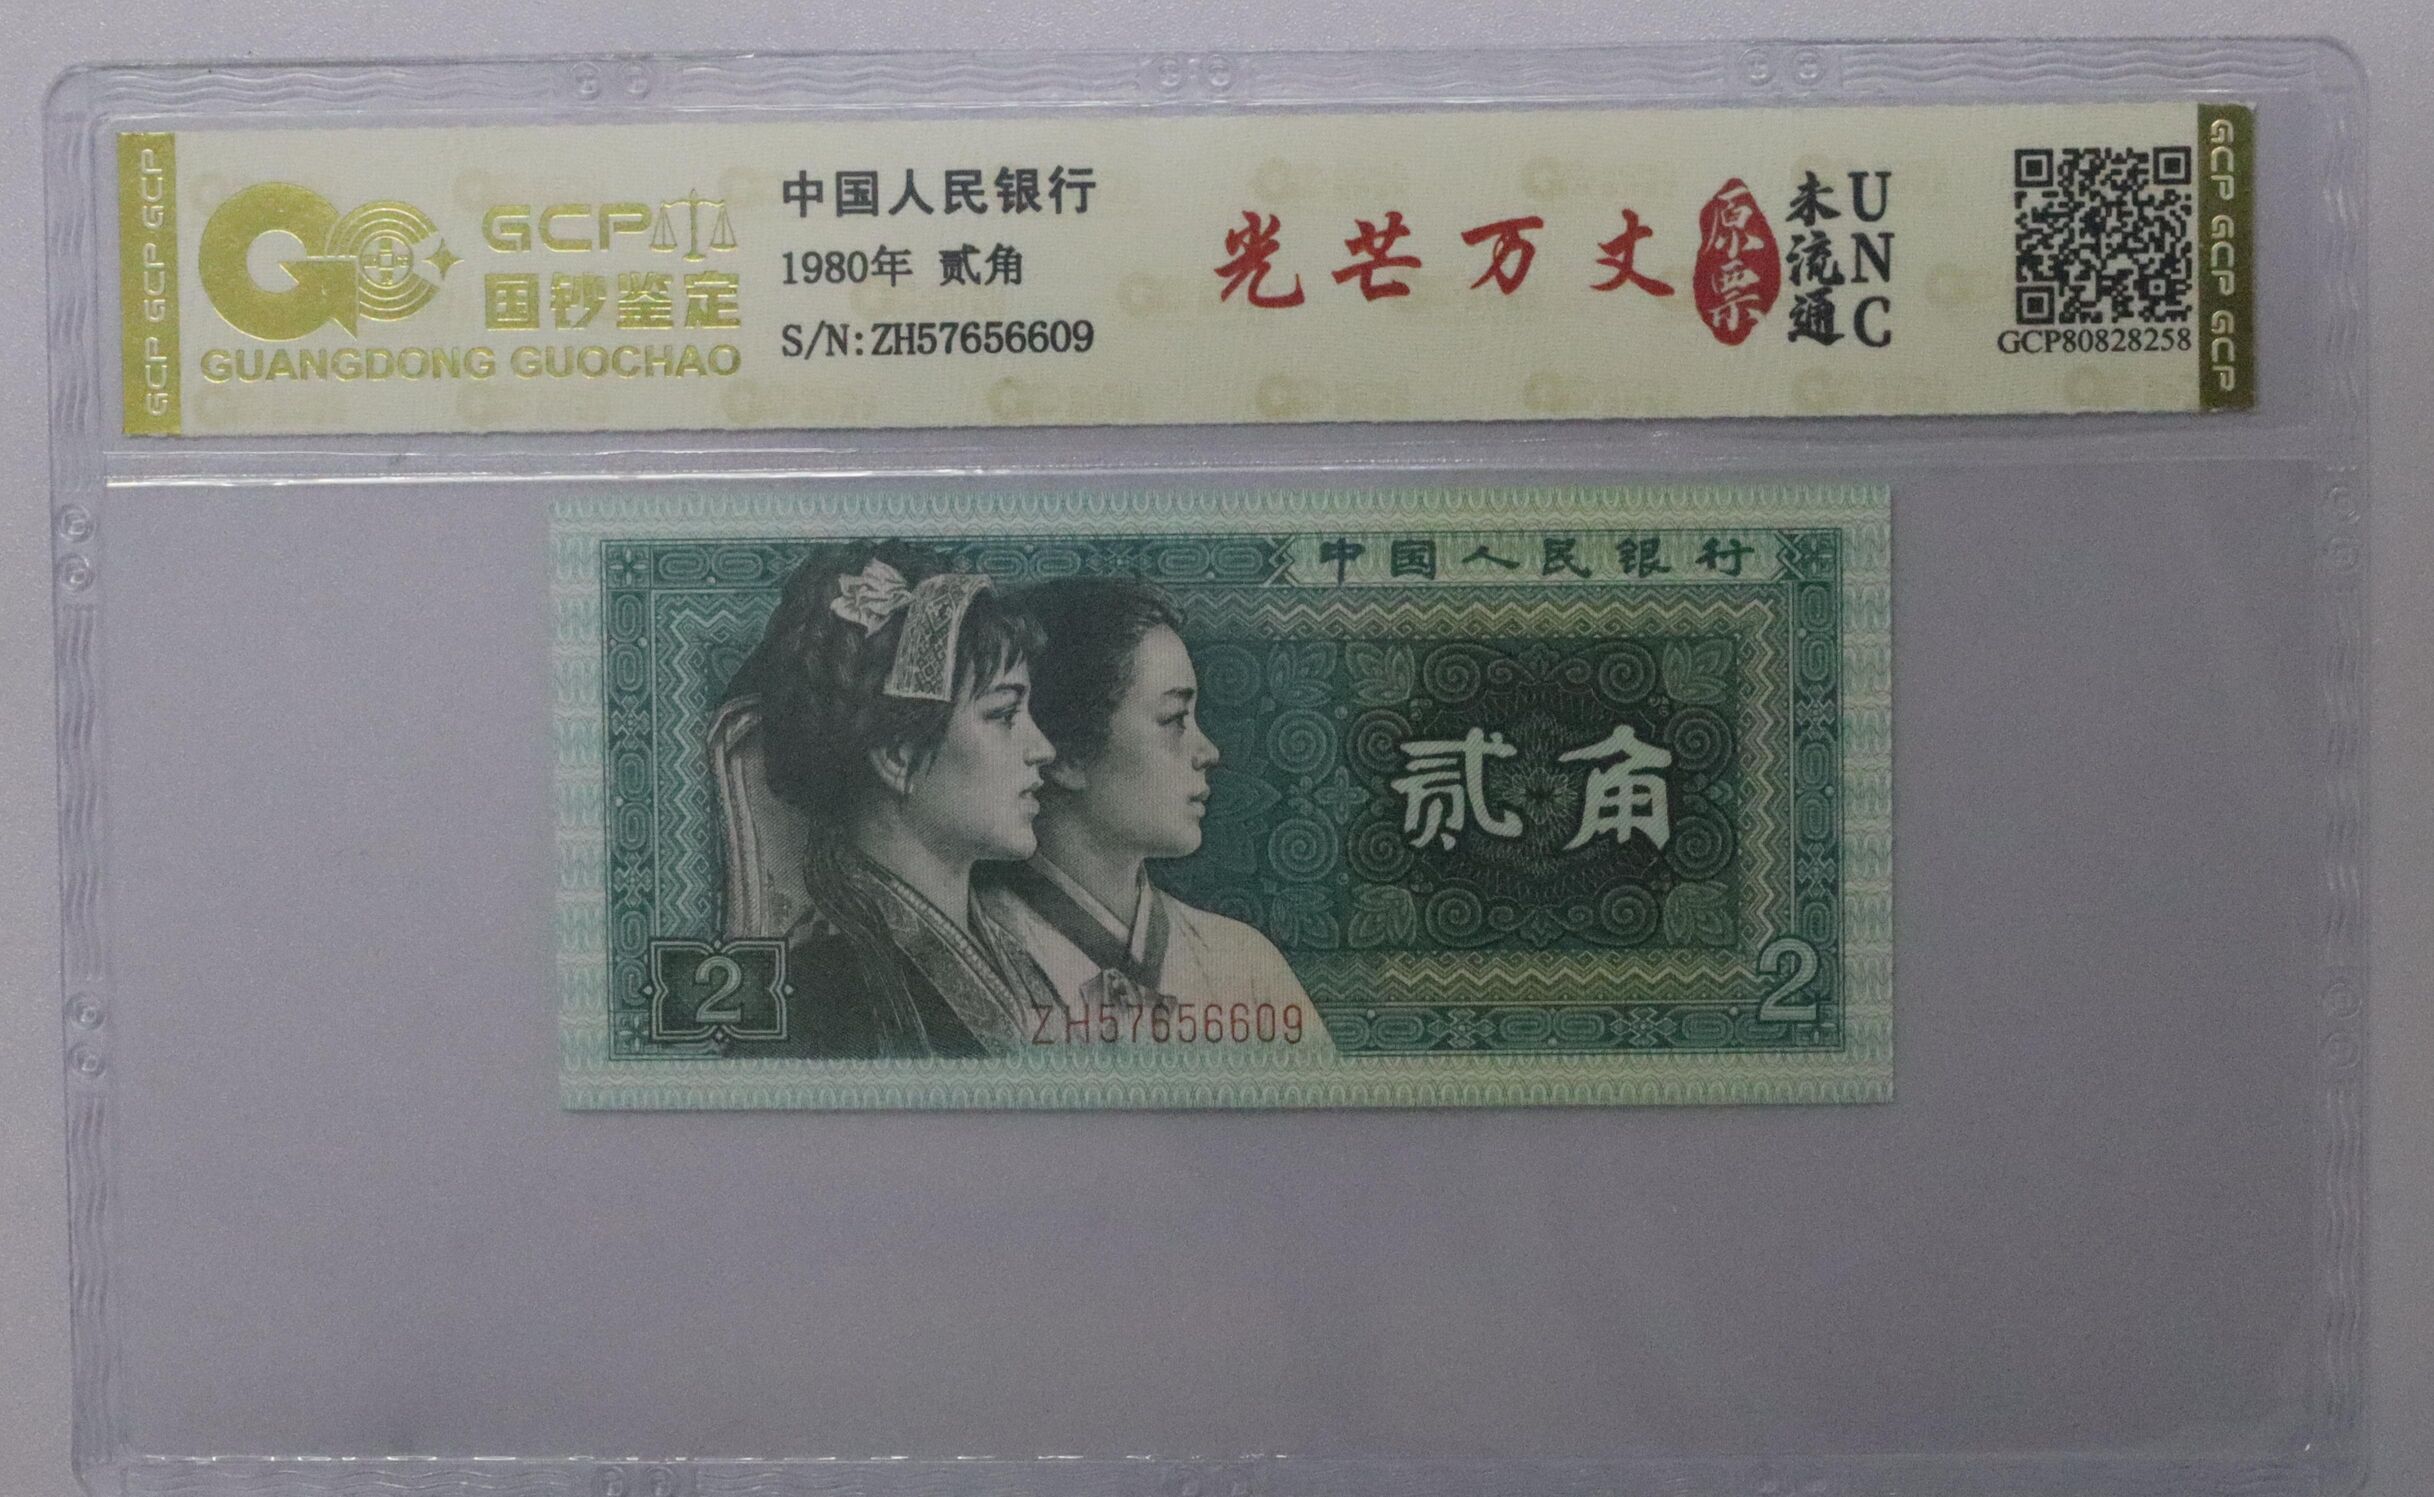 GCP GCP GCP
GCP
国钞鉴定
GUANGDONG GUOCHAO
中国人民银行
1980年 贰角
S/N:ZH57656609
光芒万丈
原票
未流通
UNC
GCP80828258
GCP GCP GCP
中国人民银行
贰角
2
2
ZH57656609